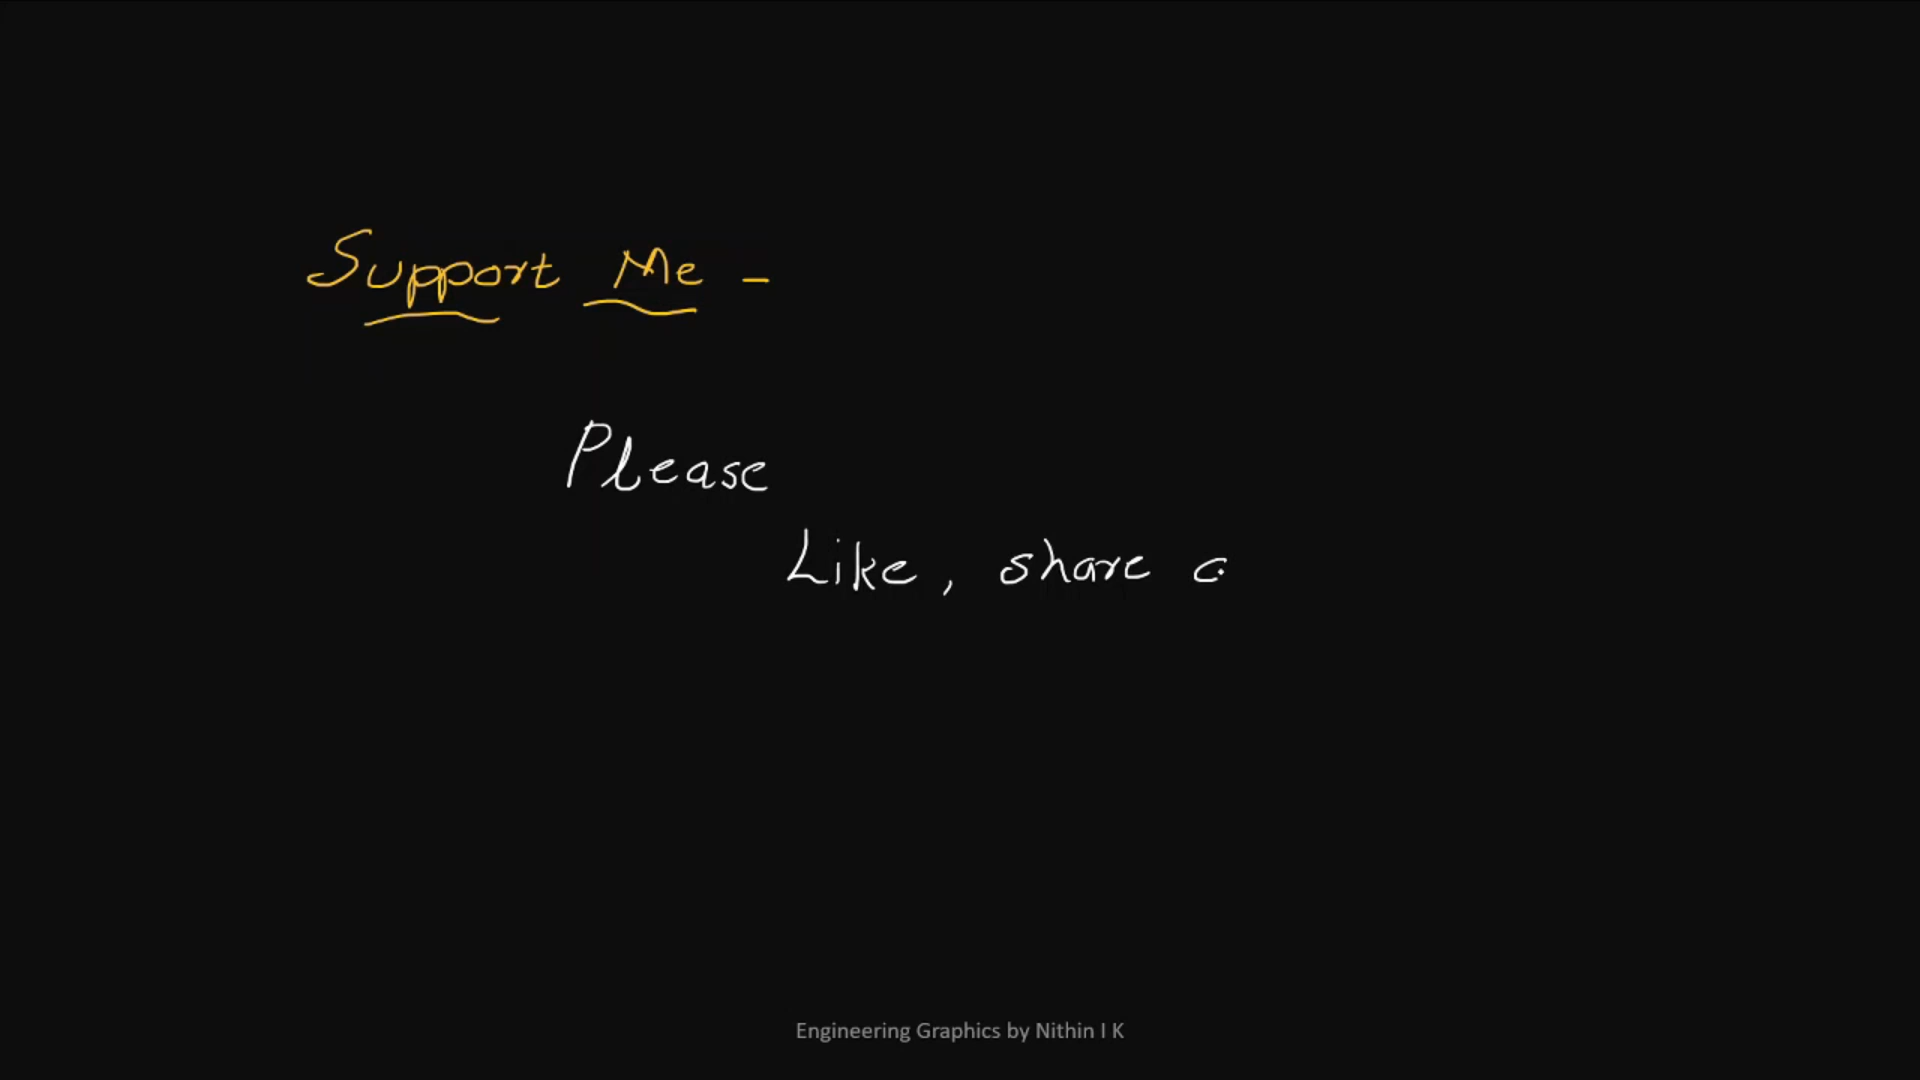 Support Me -
Please
Like, share
Engineering Graphics by Nithin I K